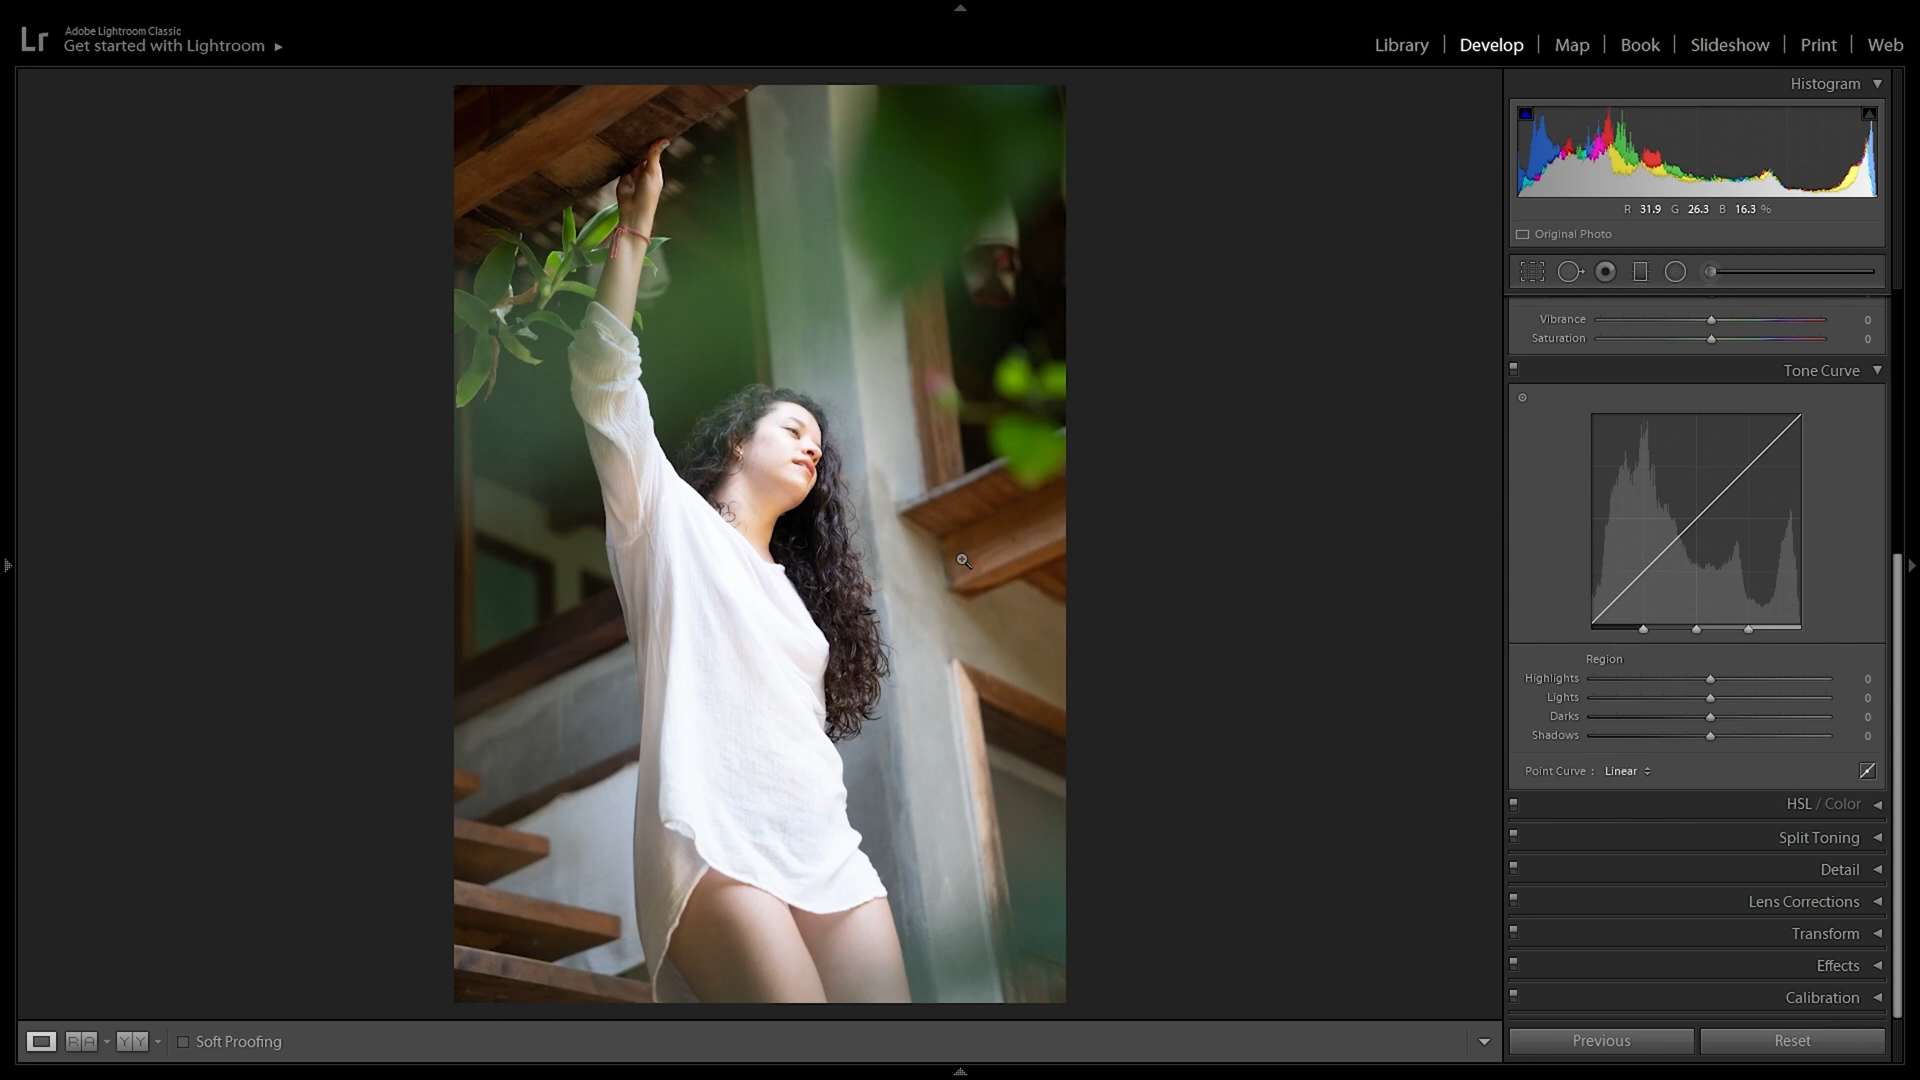 Lr
Adobe Lightroom Classic
Get started with Lightroom
Library | Develop | Map | Book | Slideshow | Print | Web
Histogram
R 31.9 G 26.3 B 16.3 %
Original Photo
Vibrance 0
Saturation 0
Tone Curve
Region
Highlights 0
Lights 0
Darks 0
Shadows 0
Point Curve : Linear
HSL / Color
Split Toning
Detail
Lens Corrections
Transform
Effects
Calibration
R A Y Y Soft Proofing
Previous Reset